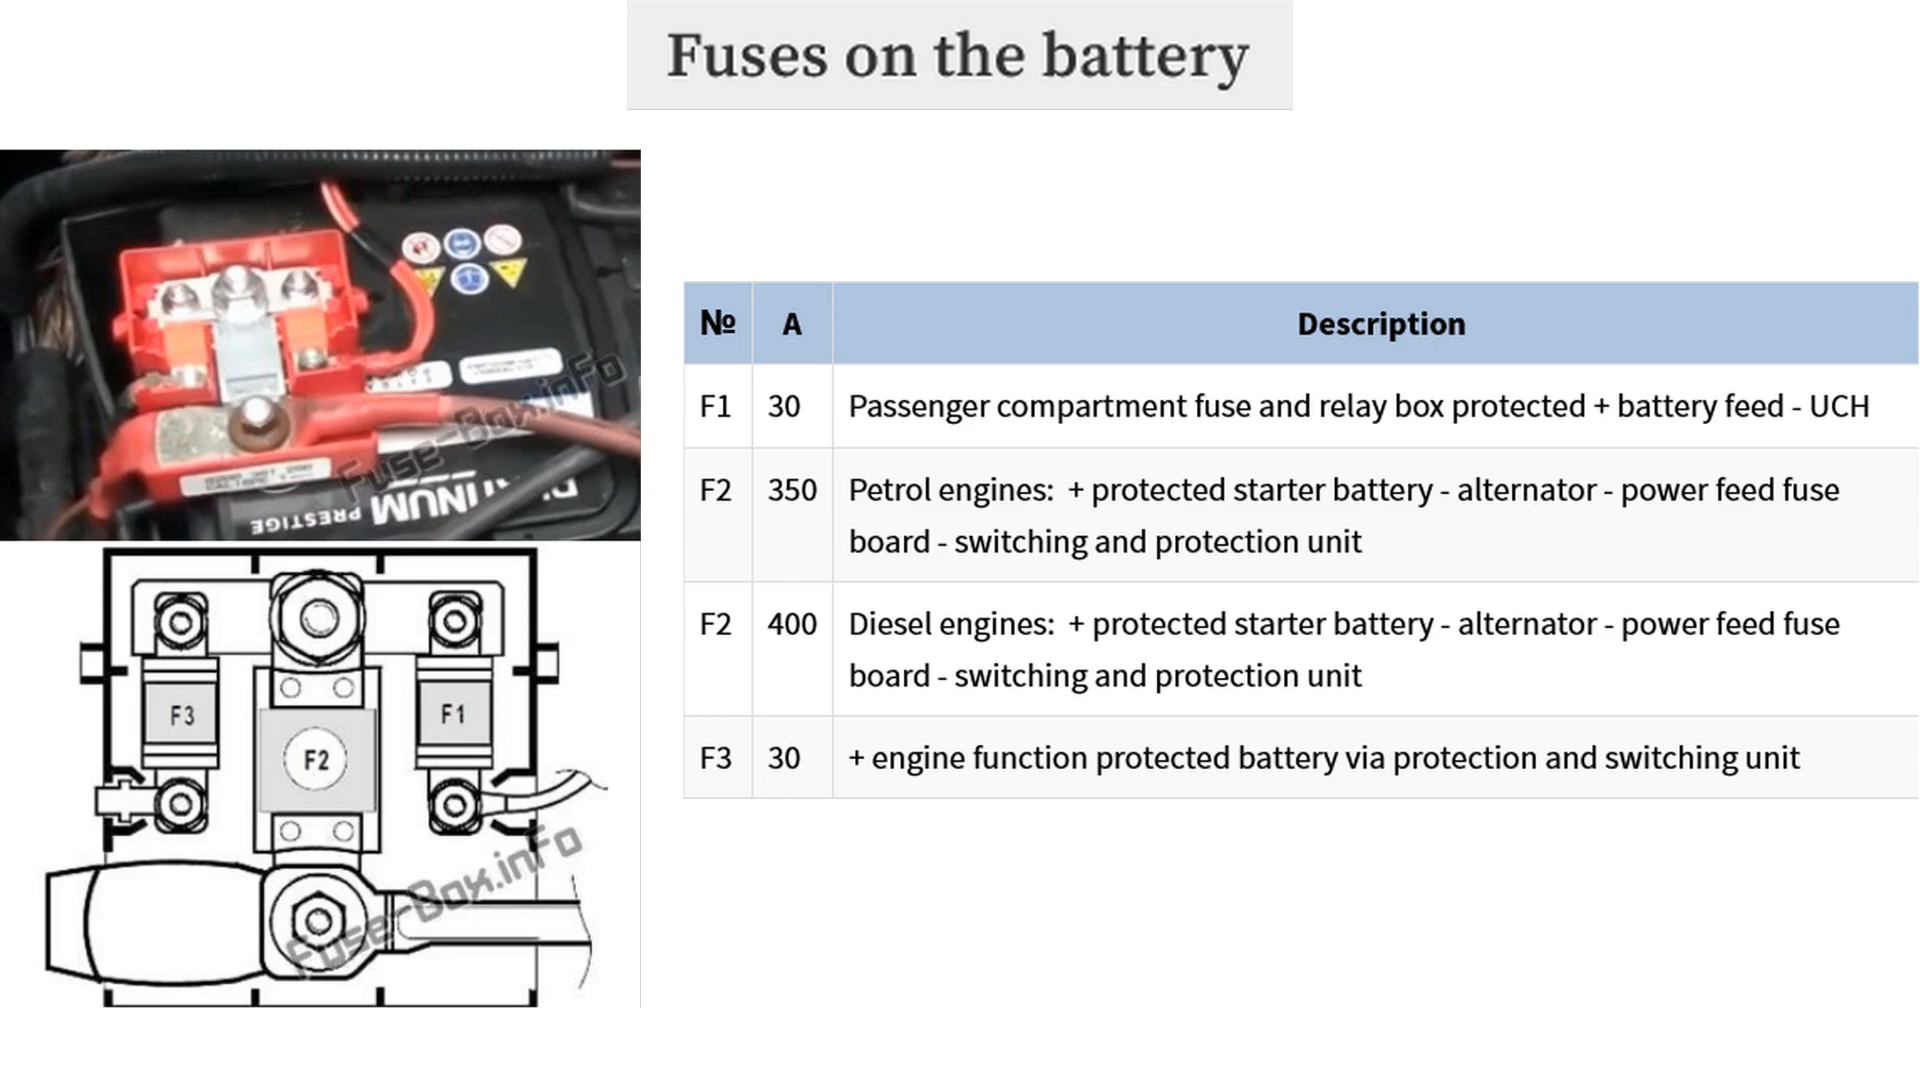 Fuses on the battery
PLATINUM
PRESTIGE
Fuse-Box.inFo
F3
F1
F2
Fuse-Box.inFo
№ A Description
F1 30 Passenger compartment fuse and relay box protected + battery feed - UCH
F2 350 Petrol engines: + protected starter battery - alternator - power feed fuse
board - switching and protection unit
F2 400 Diesel engines: + protected starter battery - alternator - power feed fuse
board - switching and protection unit
F3 30 + engine function protected battery via protection and switching unit